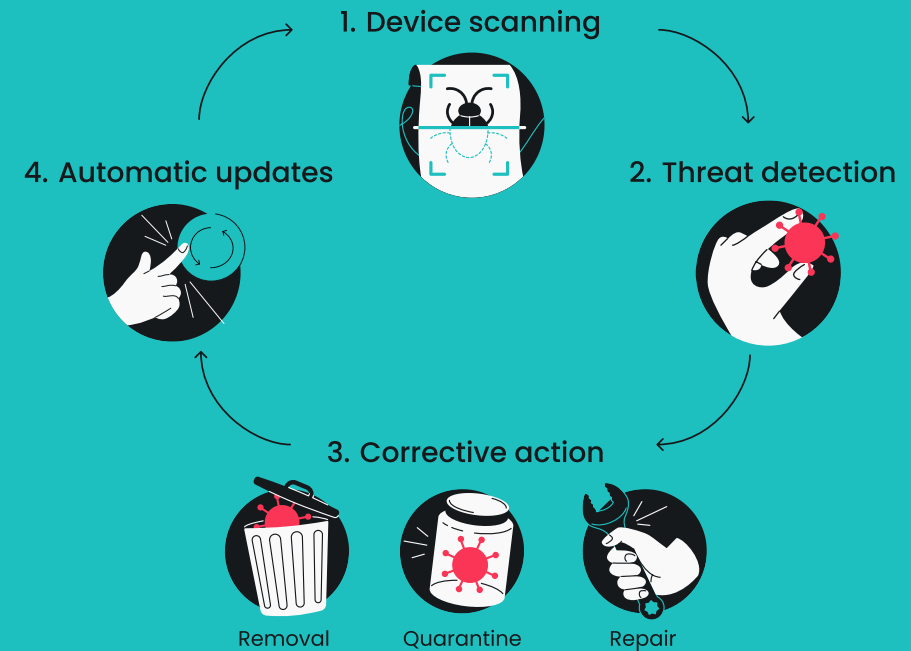 1. Device scanning
2. Threat detection
3. Corrective action
Removal
Quarantine
Repair
4. Automatic updates